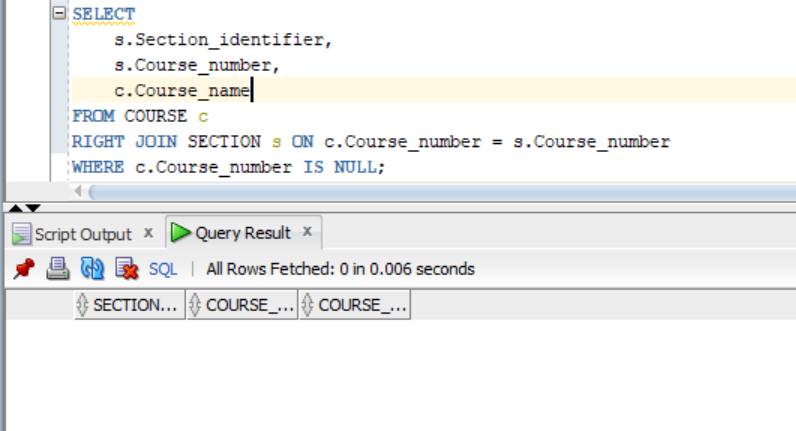 SELECT
s.Section_identifier,
s.Course_number,
c.Course_name
FROM COURSE c
RIGHT JOIN SECTION s ON c.Course_number = s.Course_number
WHERE c.Course_number IS NULL;
Script Output x Query Result x
SQL | All Rows Fetched: 0 in 0.006 seconds
SECTION... COURSE_... COURSE_...